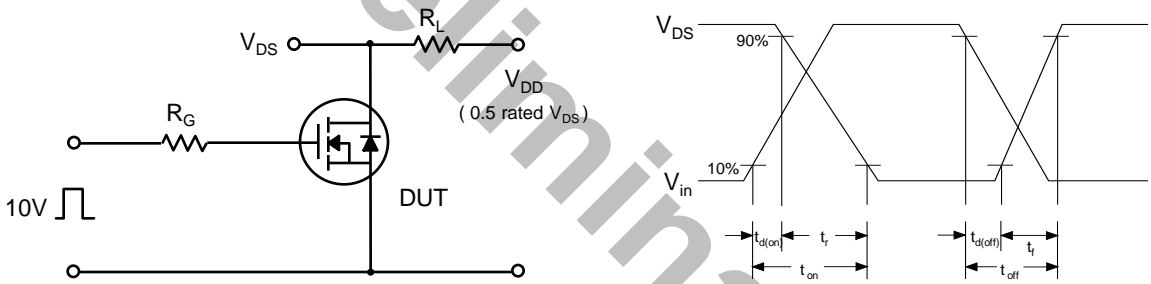 R_L
V_DS
V_DD
( 0.5 rated V_DS )
R_G
10V
DUT
V_DS
90%
10%
V_in
t_d(on)
t_r
t_on
t_d(off)
t_f
t_off